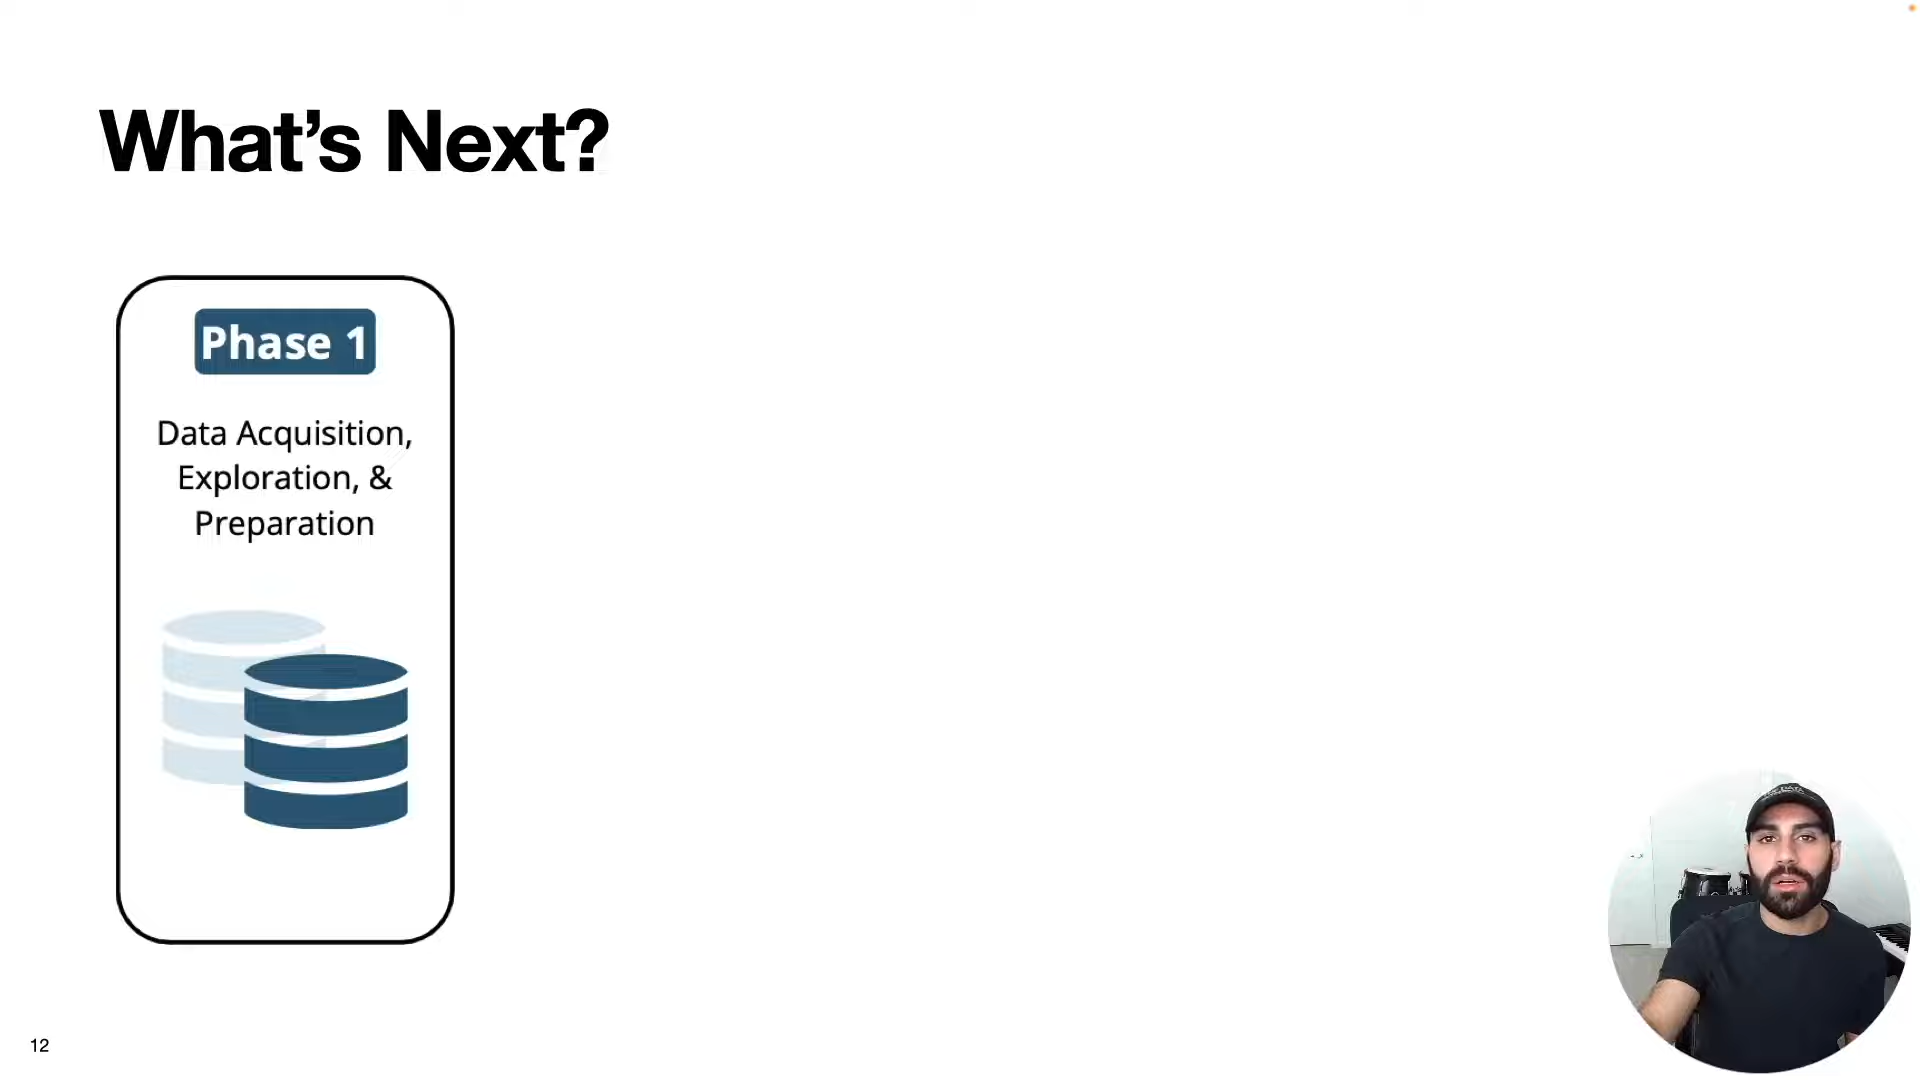 What’s Next?
Phase 1
Data Acquisition,
Exploration, &
Preparation
12